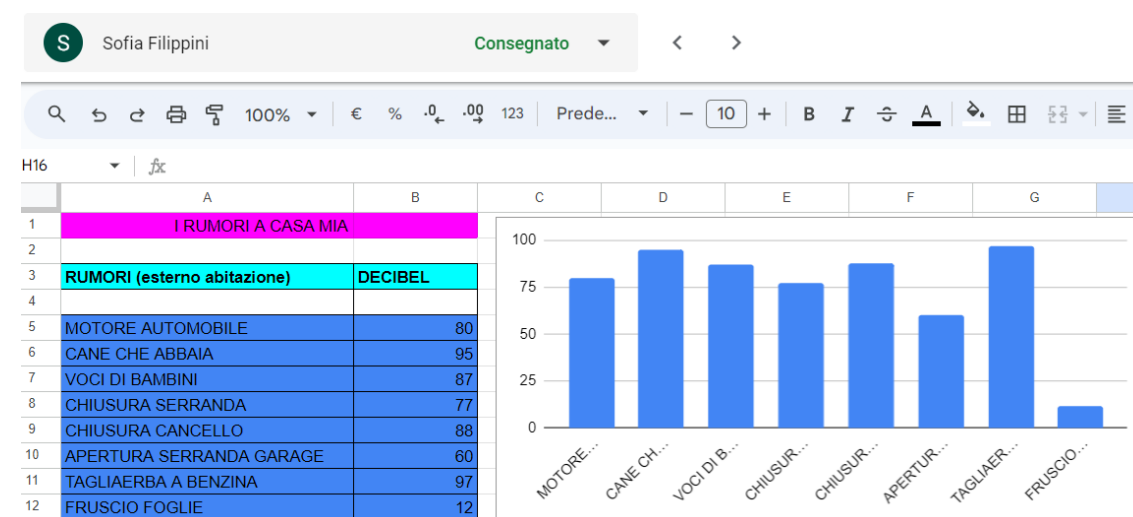 S Sofia Filippini Consegnato
100% € % .0 .00 123 Prede... 10 B I A
H16 fx
A B C D E F G
1 I RUMORI A CASA MIA
2
3 RUMORI (esterno abitazione) DECIBEL
4
5 MOTORE AUTOMOBILE 80
6 CANE CHE ABBAIA 95
7 VOCI DI BAMBINI 87
8 CHIUSURA SERRANDA 77
9 CHIUSURA CANCELLO 88
10 APERTURA SERRANDA GARAGE 60
11 TAGLIAERBA A BENZINA 97
12 FRUSCIO FOGLIE 12
100
75
50
25
0
MOTORE... CANE CH... VOCI DI B... CHIUSUR... CHIUSUR... APERTUR... TAGLIAER... FRUSCIO...